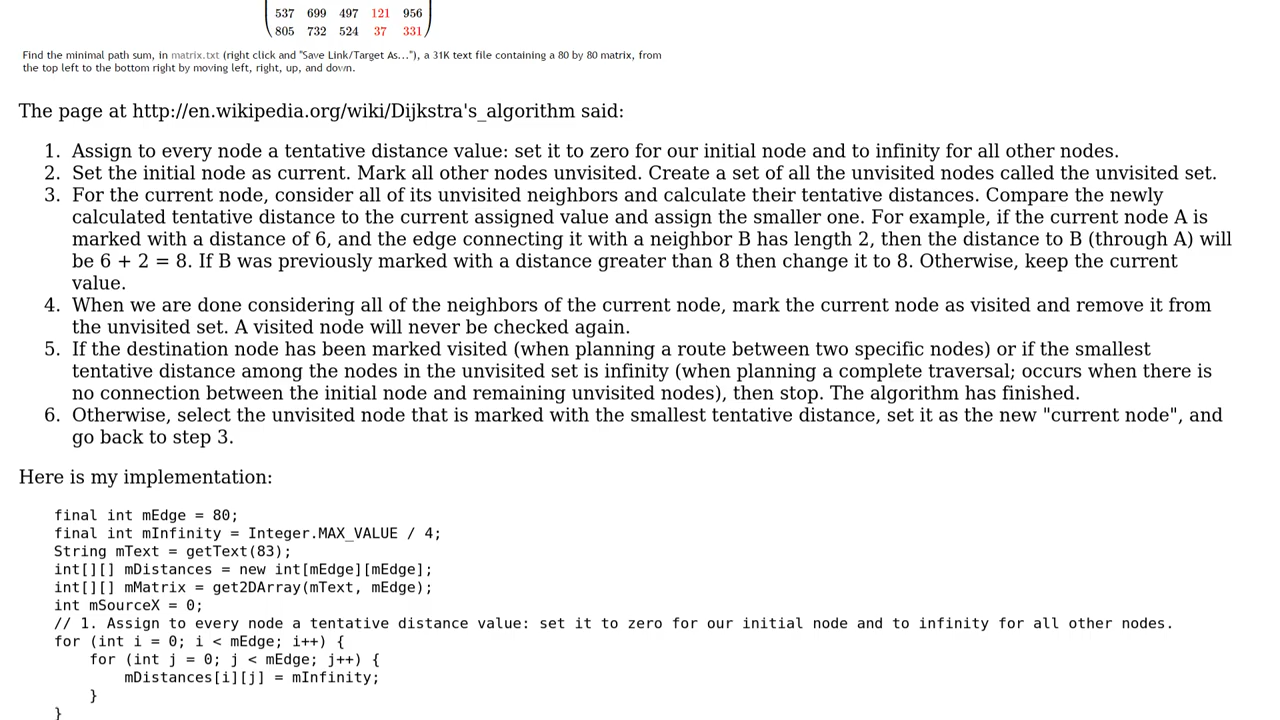 537 699 497 121 956
805 732 524 37 331
Find the minimal path sum, in matrix.txt (right click and "Save Link/Target As..."), a 31K text file containing a 80 by 80 matrix, from
the top left to the bottom right by moving left, right, up, and down.
The page at http://en.wikipedia.org/wiki/Dijkstra's_algorithm said:
1. Assign to every node a tentative distance value: set it to zero for our initial node and to infinity for all other nodes.
2. Set the initial node as current. Mark all other nodes unvisited. Create a set of all the unvisited nodes called the unvisited set.
3. For the current node, consider all of its unvisited neighbors and calculate their tentative distances. Compare the newly
calculated tentative distance to the current assigned value and assign the smaller one. For example, if the current node A is
marked with a distance of 6, and the edge connecting it with a neighbor B has length 2, then the distance to B (through A) will
be 6 + 2 = 8. If B was previously marked with a distance greater than 8 then change it to 8. Otherwise, keep the current
value.
4. When we are done considering all of the neighbors of the current node, mark the current node as visited and remove it from
the unvisited set. A visited node will never be checked again.
5. If the destination node has been marked visited (when planning a route between two specific nodes) or if the smallest
tentative distance among the nodes in the unvisited set is infinity (when planning a complete traversal; occurs when there is
no connection between the initial node and remaining unvisited nodes), then stop. The algorithm has finished.
6. Otherwise, select the unvisited node that is marked with the smallest tentative distance, set it as the new "current node", and
go back to step 3.
Here is my implementation:
final int mEdge = 80;
final int mInfinity = Integer.MAX_VALUE / 4;
String mText = getText(83);
int[][] mDistances = new int[mEdge][mEdge];
int[][] mMatrix = get2DArray(mText, mEdge);
int mSourceX = 0;
// 1. Assign to every node a tentative distance value: set it to zero for our initial node and to infinity for all other nodes.
for (int i = 0; i < mEdge; i++) {
for (int j = 0; j < mEdge; j++) {
mDistances[i][j] = mInfinity;
}
}